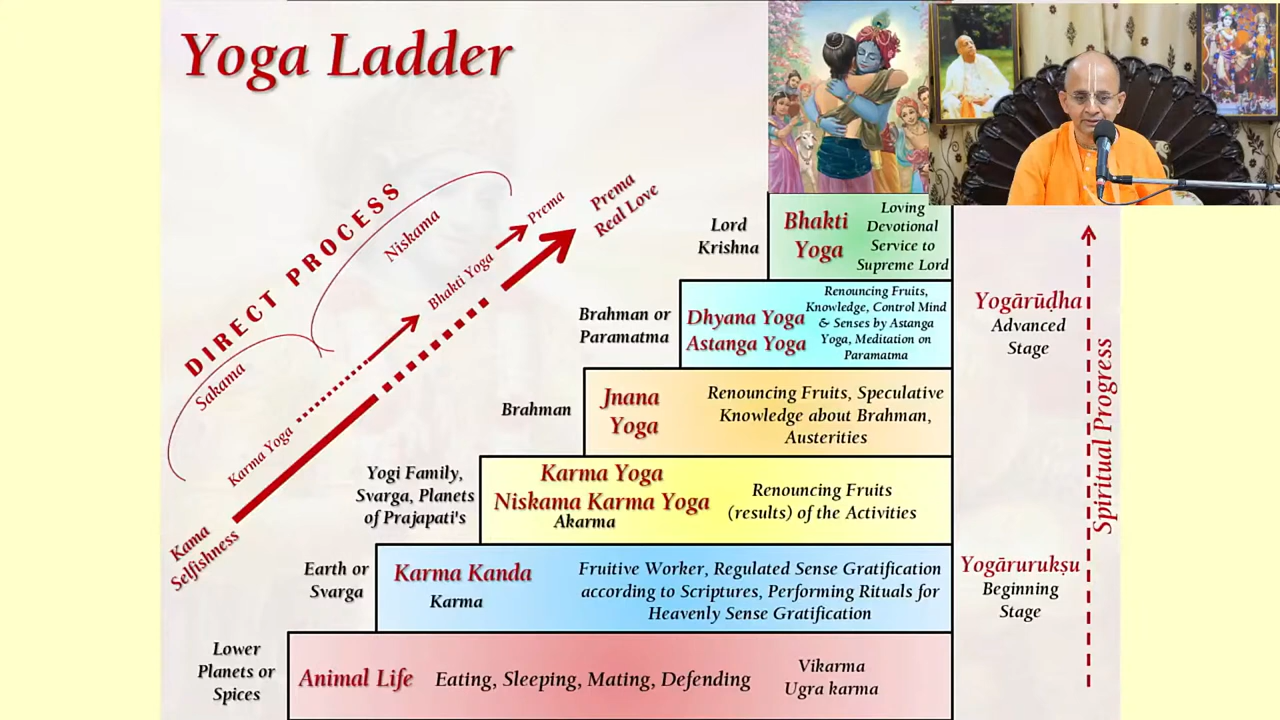 Yoga Ladder
DIRECT PROCESS
Sakama
Niskama
Karma Yoga
Bhakti Yoga
Prema
Kama
Selfishness
Prema
Real Love
Lord
Krishna
Bhakti
Yoga
Loving
Devotional
Service to
Supreme Lord
Brahman or
Paramatma
Dhyana Yoga
Astanga Yoga
Renouncing Fruits,
Knowledge, Control Mind
& Senses by Astanga
Yoga, Meditation on
Paramatma
Brahman
Jnana
Yoga
Renouncing Fruits, Speculative
Knowledge about Brahman,
Austerities
Yogi Family,
Svarga, Planets
of Prajapati's
Karma Yoga
Niskama Karma Yoga
Akarma
Renouncing Fruits
(results) of the Activities
Earth or
Svarga
Karma Kanda
Karma
Fruitive Worker, Regulated Sense Gratification
according to Scriptures, Performing Rituals for
Heavenly Sense Gratification
Lower
Planets or
Spices
Animal Life
Eating, Sleeping, Mating, Defending
Vikarma
Ugra karma
Yogārūḍha
Advanced
Stage
Yogārurukṣu
Beginning
Stage
Spiritual Progress